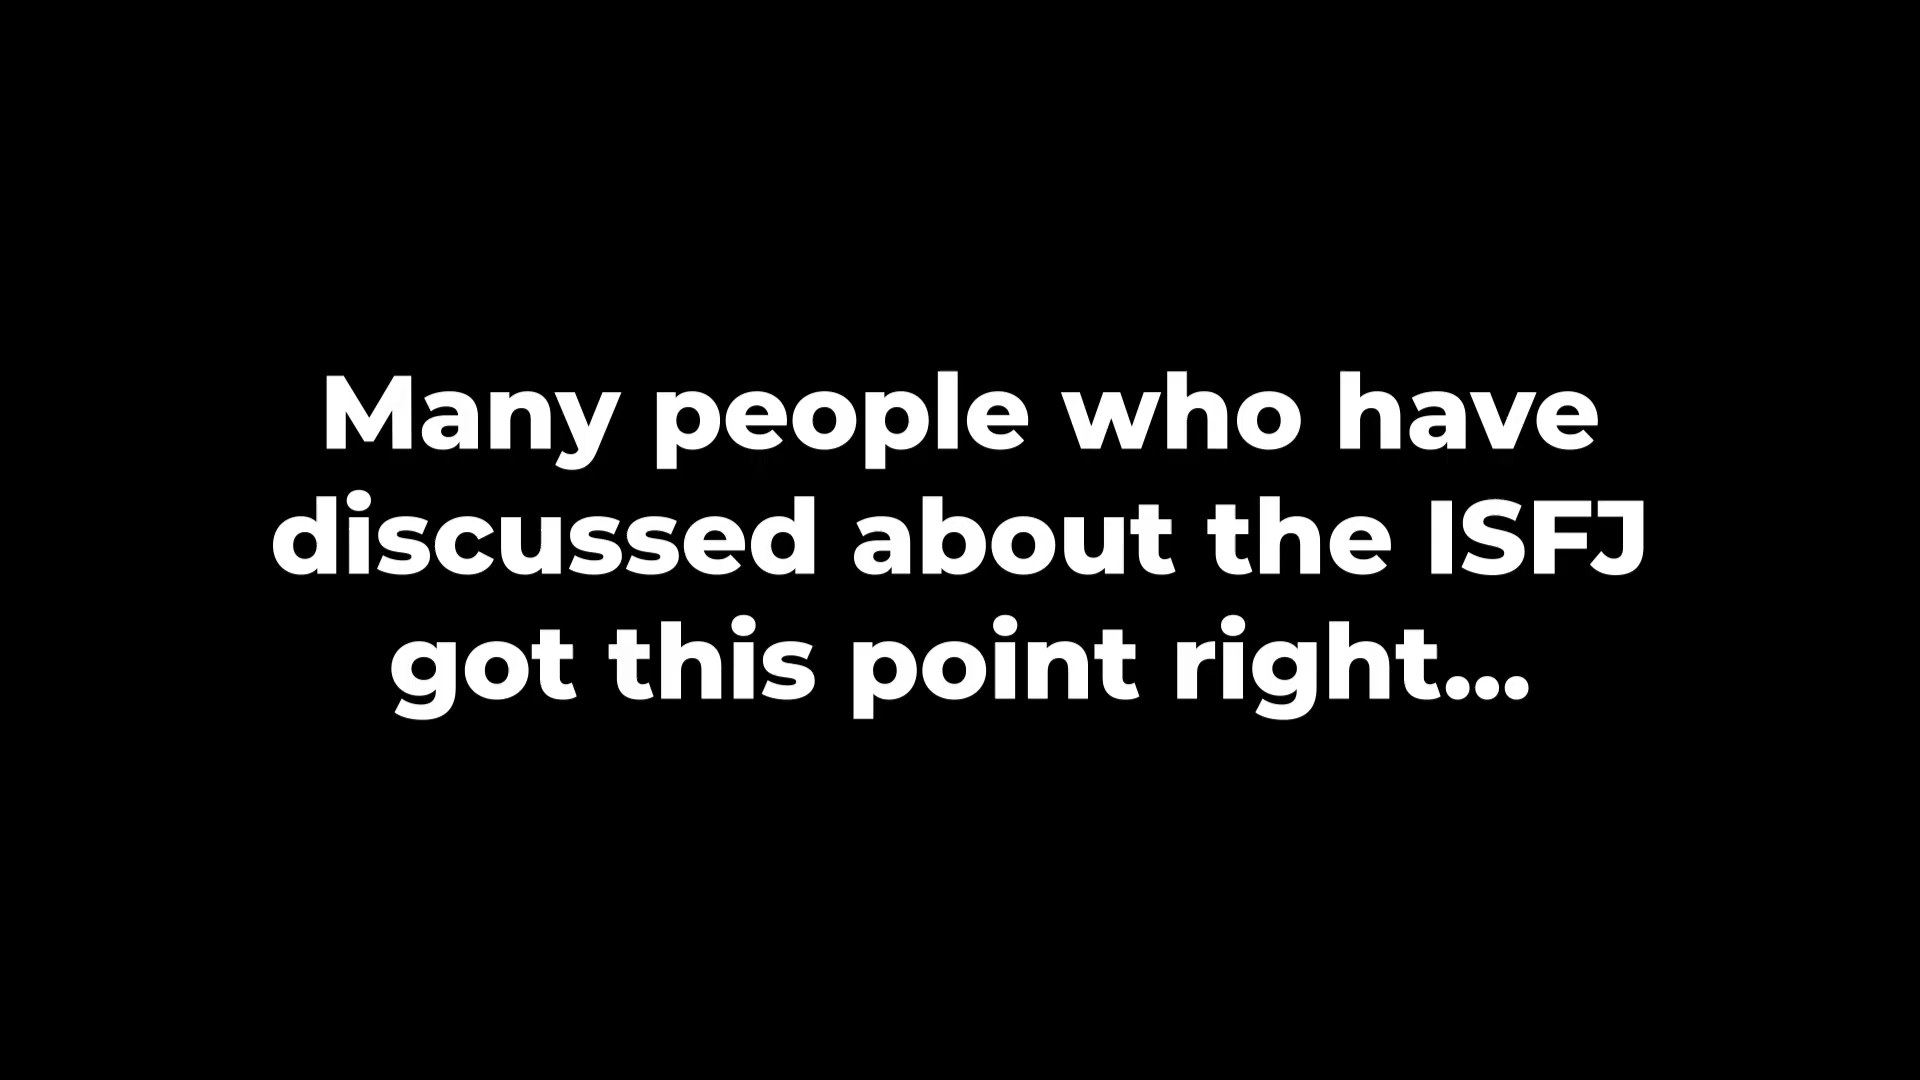 Many people who have
discussed about the ISFJ
got this point right...